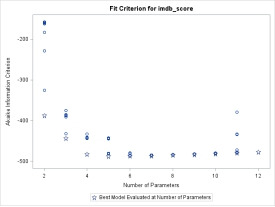 Fit Criterion for imdb_score
Akaike Information Criterion
-200
-300
-400
-500
2
4
6
8
10
12
Number of Parameters
☆ Best Model Evaluated at Number of Parameters